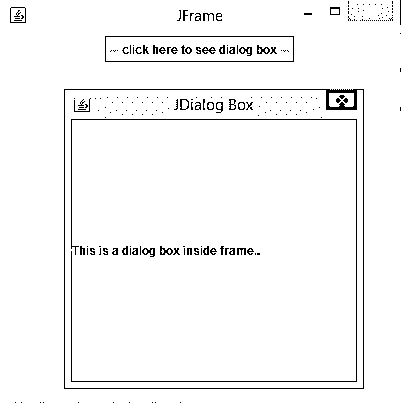 JFrame
~~ click here to see dialog box ~~
JDialog Box
This is a dialog box inside frame..